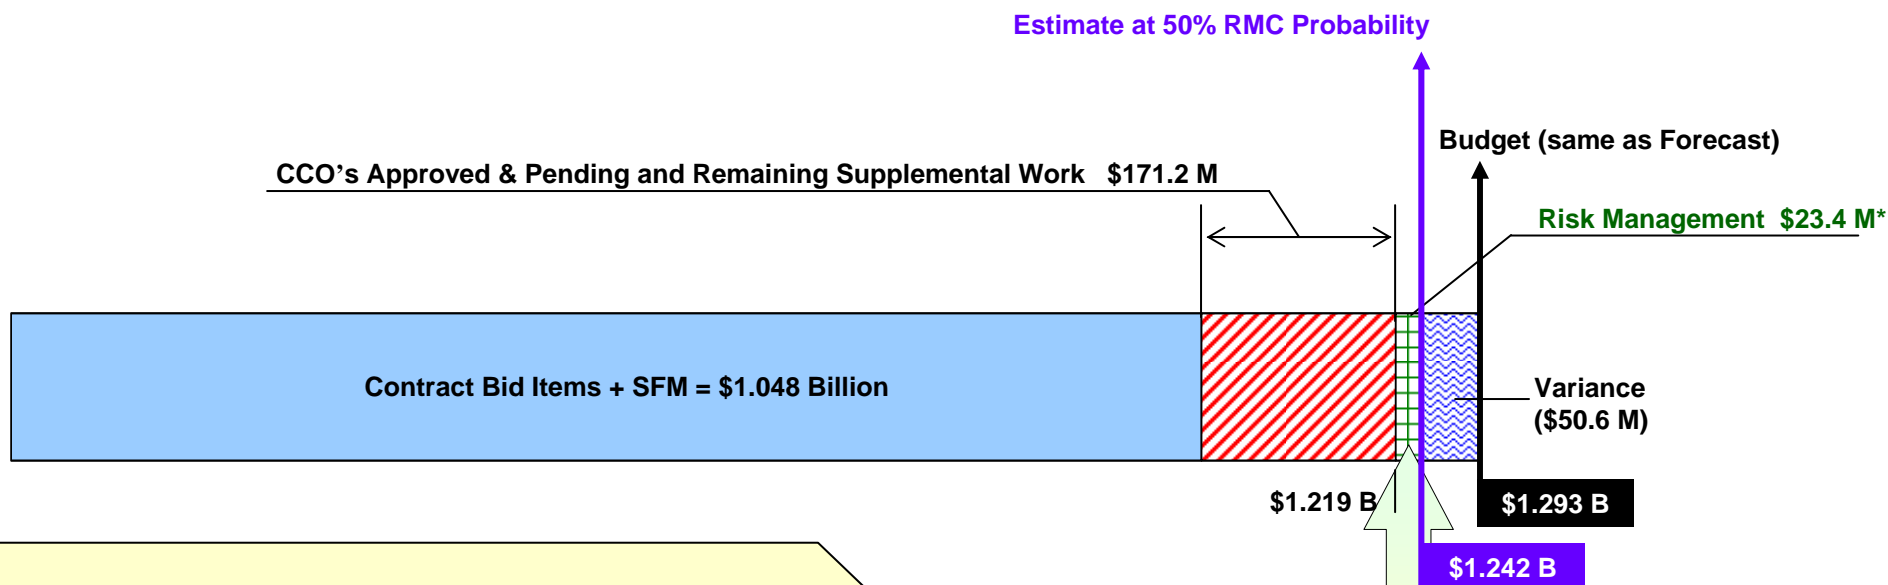 Estimate at 50% RMC Probability
Budget (same as Forecast)
CCO's Approved & Pending and Remaining Supplemental Work $171.2 M
Risk Management $23.4 M*
Contract Bid Items + SFM = $1.048 Billion
Variance
($50.6 M)
$1.219 B
$1.293 B
$1.242 B